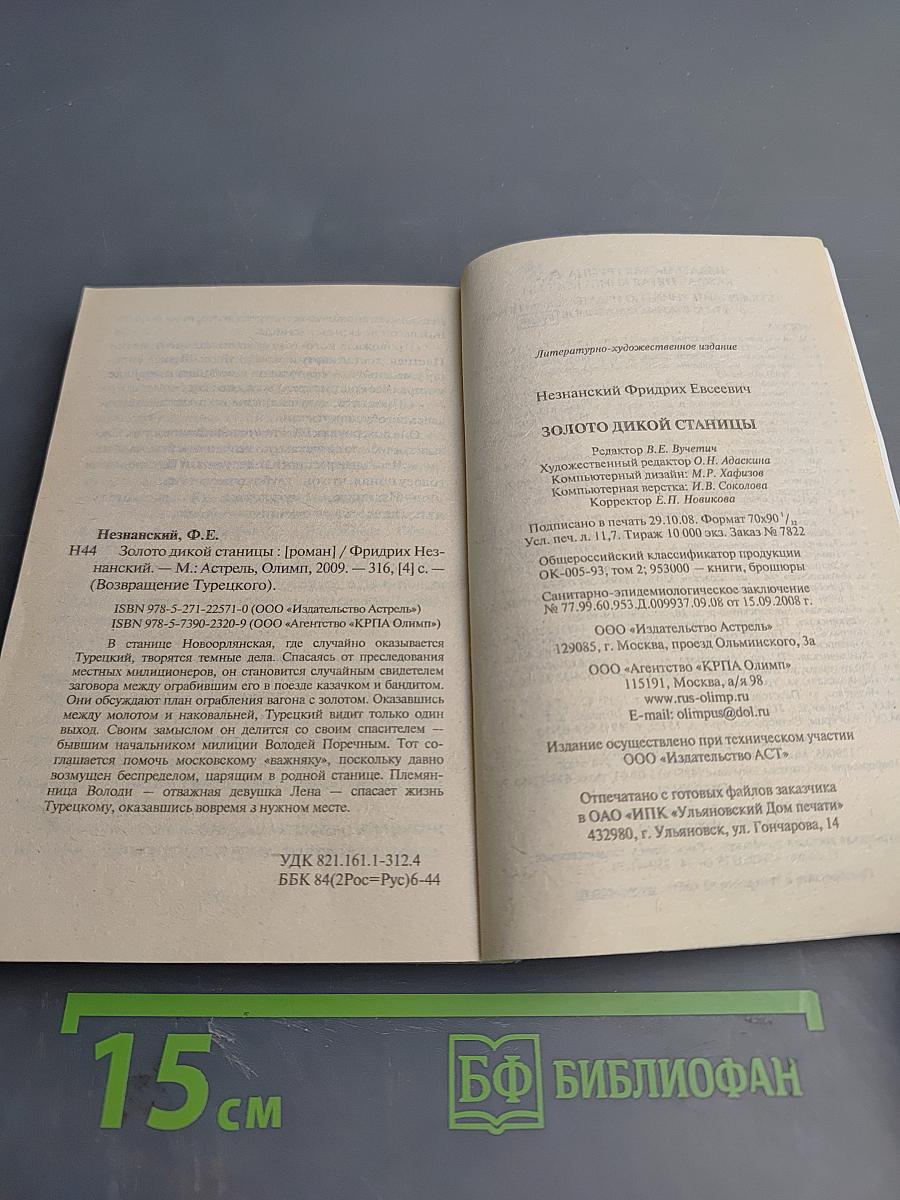 Незнанский, Ф.Е.
Н44 Золото дикой станицы : [роман] / Фридрих Нез-
нанский. — М.: Астрель, Олимп, 2009. — 316, [4] с. —
(Возвращение Турецкого).
ISBN 978-5-271-22571-0 (ООО «Издательство Астрель»)
ISBN 978-5-7390-2320-9 (ООО «Агентство «КРПА Олимп»)
В станице Новоорлянская, где случайно оказывается
Турецкий, творятся темные дела. Спасаясь от преследования
местных милиционеров, он становится случайным свидетелем
заговора между ограбившим его в поезде казачком и бандитом.
Они обсуждают план ограбления вагона с золотом. Оказавшись
между молотом и наковальней, Турецкий видит только один
выход. Своим замыслом он делится со своим спасителем —
бывшим начальником милиции Володей Поречным. Тот со-
глашается помочь московскому «важняку», поскольку давно
возмущен беспределом, царящим в родной станице. Племян-
ница Володи — отважная девушка Лена — спасает жизнь
Турецкому, оказавшись вовремя з нужном месте.
УДК 821.161.1-312.4
ББК 84(2Рос=Рус)6-44
Литературно-художественное издание
Незнанский Фридрих Евсеевич
ЗОЛОТО ДИКОЙ СТАНИЦЫ
Редактор В.Е. Вучетич
Художественный редактор О.Н. Адаскина
Компьютерный дизайн: М.Р. Хафизов
Компьютерная верстка: И.В. Соколова
Корректор Е.П. Новикова
Подписано в печать 29.10.08. Формат 70x90 1/32
Усл. печ. л. 11,7. Тираж 10 000 экз. Заказ № 7822
Общероссийский классификатор продукции
ОК-005-93, том 2; 953000 — книги, брошюры
Санитарно-эпидемиологическое заключение
№ 77.99.60.953.Д.009937.09.08 от 15.09.2008 г.
ООО «Издательство Астрель»
129085, г. Москва, проезд Ольминского, 3а
ООО «Агентство «КРПА Олимп»
115191, Москва, а/я 98
www.rus-olimp.ru
E-mail: olimpus@dol.ru
Издание осуществлено при техническом участии
ООО «Издательство АСТ»
Отпечатано с готовых файлов заказчика
в ОАО «ИПК «Ульяновский Дом печати»
432980, г. Ульяновск, ул. Гончарова, 14
15 см
БФ БИБЛИОФАН